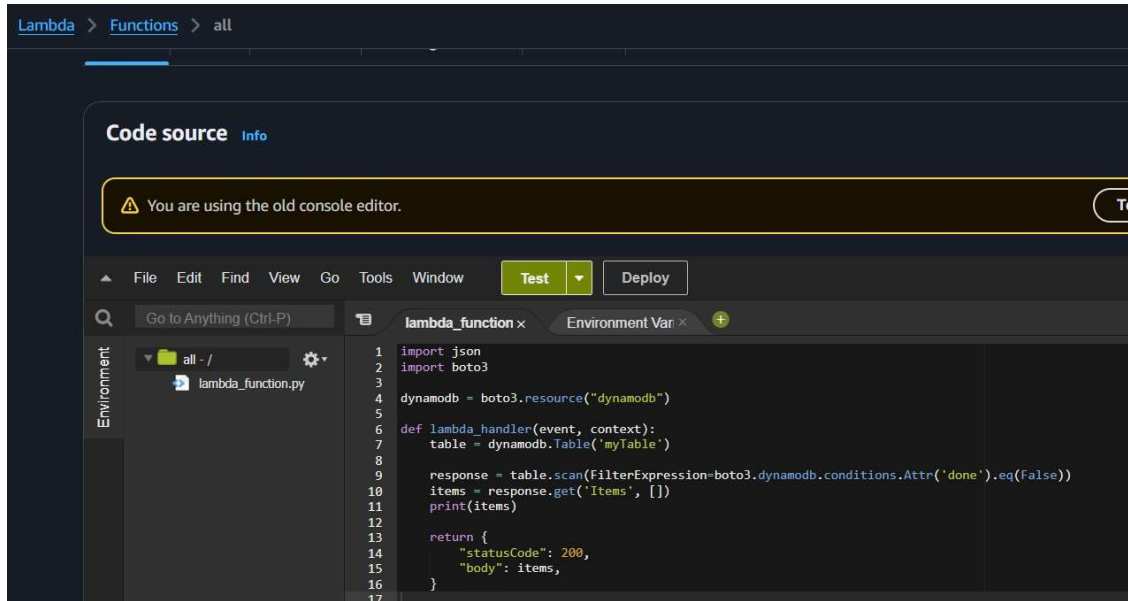 Lambda > Functions > all
Code source Info
You are using the old console editor.
File Edit Find View Go Tools Window Test Deploy
Go to Anything (Ctrl-P)
lambda_function × Environment Var ×
Environment
all - /
lambda_function.py
1 import json
2 import boto3
3
4 dynamodb = boto3.resource("dynamodb")
5
6 def lambda_handler(event, context):
7     table = dynamodb.Table('myTable')
8
9     response = table.scan(FilterExpression=boto3.dynamodb.conditions.Attr('done').eq(False))
10     items = response.get('Items', [])
11     print(items)
12
13     return {
14         "statusCode": 200,
15         "body": items,
16     }
17